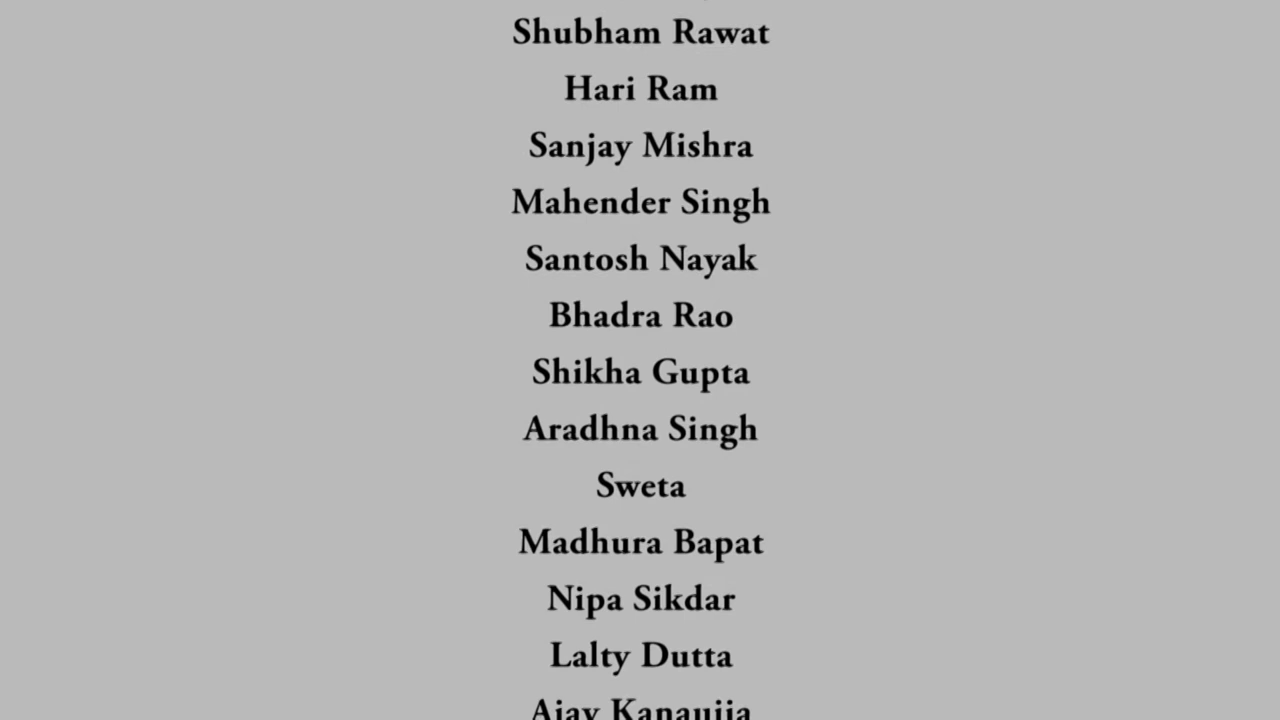 Shubham Rawat
Hari Ram
Sanjay Mishra
Mahender Singh
Santosh Nayak
Bhadra Rao
Shikha Gupta
Aradhna Singh
Sweta
Madhura Bapat
Nipa Sikdar
Lalty Dutta
Ajay Kanaujia